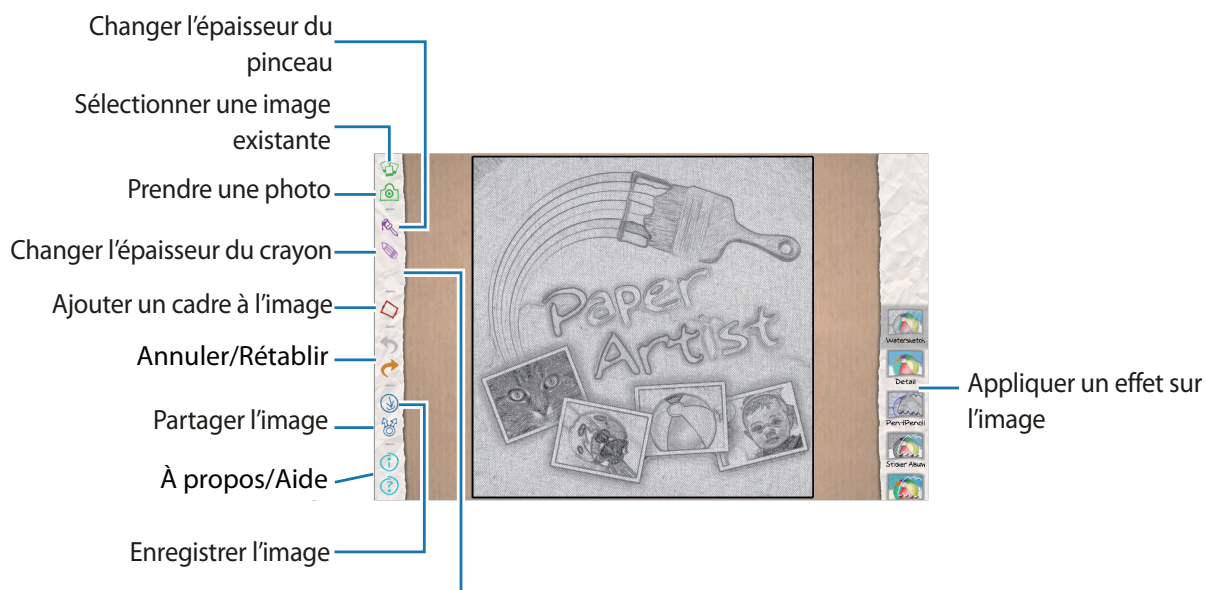 Changer l’épaisseur du
pinceau
Sélectionner une image
existante
Prendre une photo
Changer l’épaisseur du crayon
Ajouter un cadre à l’image
Annuler/Rétablir
Partager l’image
À propos/Aide
Enregistrer l’image
Paper
Artist
Watersketch
Detail
Pen+Pencil
Sticker Album
Appliquer un effet sur
l’image